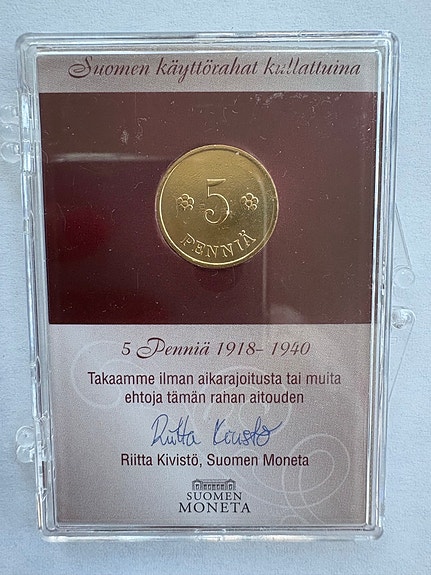 Suomen käyttörahat kullattuina
5
PENNIÄ
5 Penniä 1918–1940
Takaamme ilman aikarajoitusta tai muita
ehtoja tämän rahan aitouden
Riitta Kivistö
Riitta Kivistö, Suomen Moneta
SUOMEN
MONETA